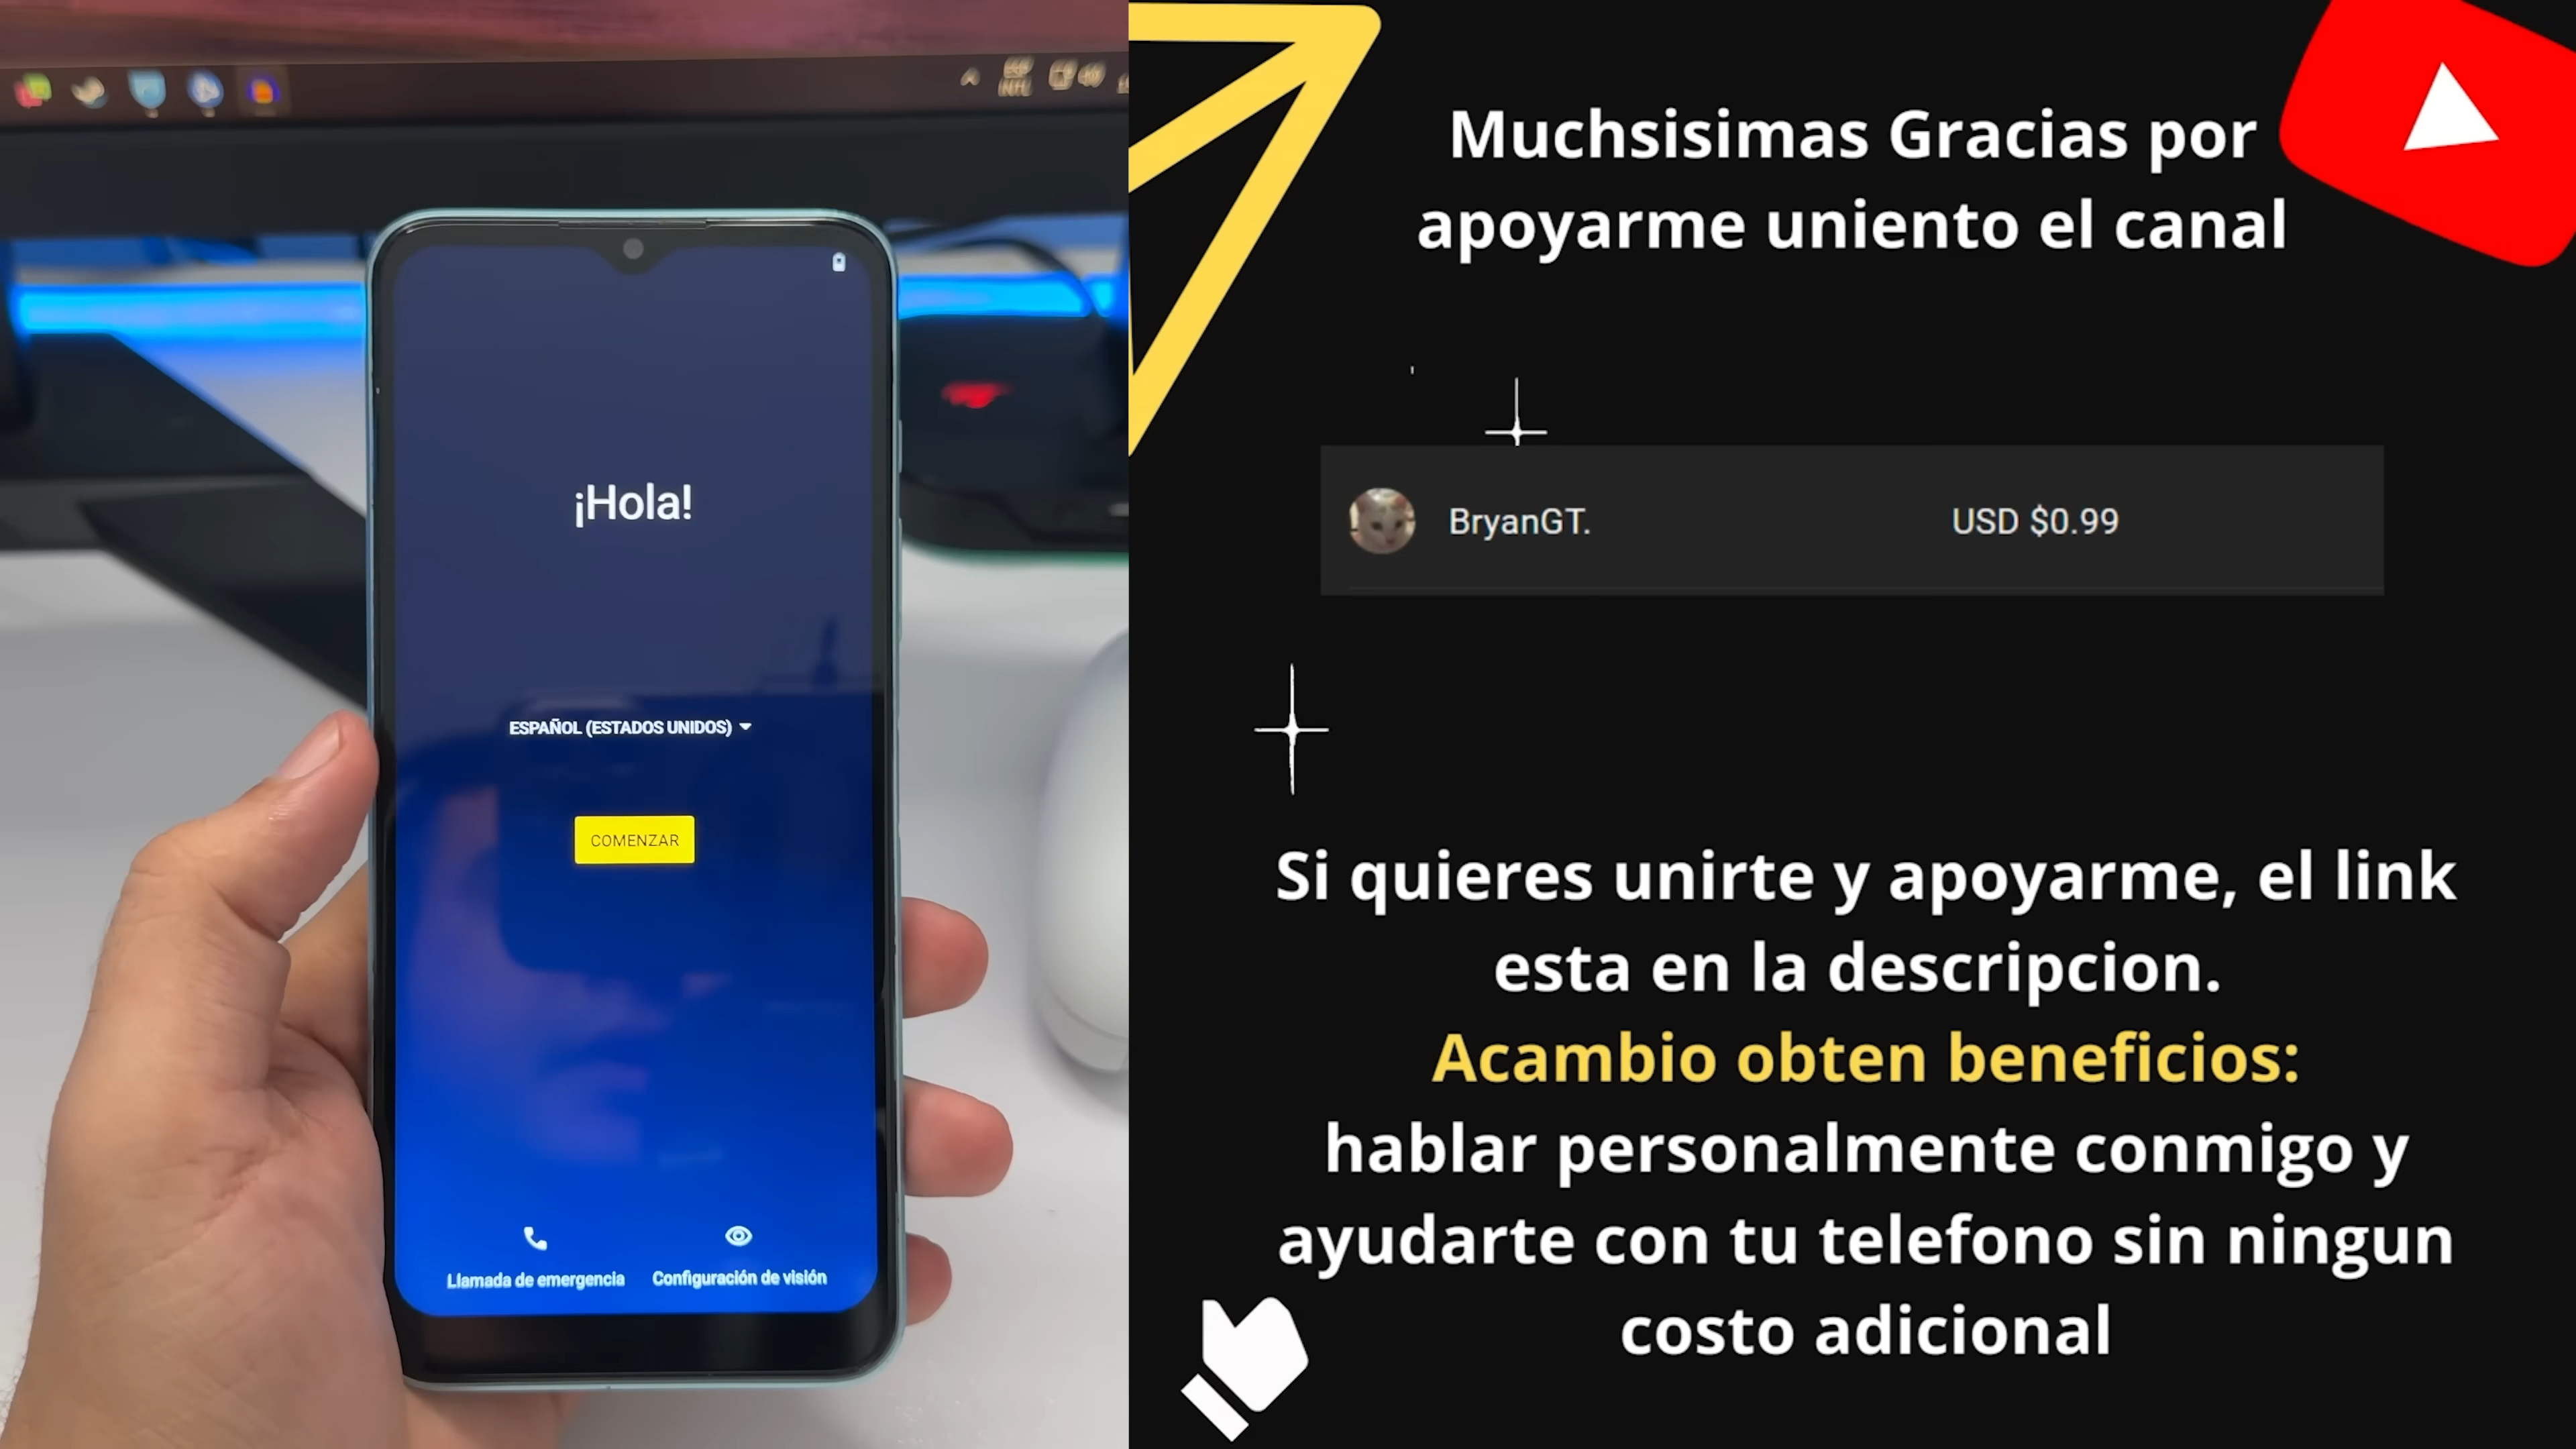 ¡Hola!
ESPAÑOL (ESTADOS UNIDOS)
COMENZAR
Llamada de emergencia
Configuración de visión
Muchsisimas Gracias por
apoyarme uniento el canal
BryanGT. USD $0.99
Si quieres unirte y apoyarme, el link
esta en la descripcion.
Acambio obten beneficios:
hablar personalmente conmigo y
ayudarte con tu telefono sin ningun
costo adicional